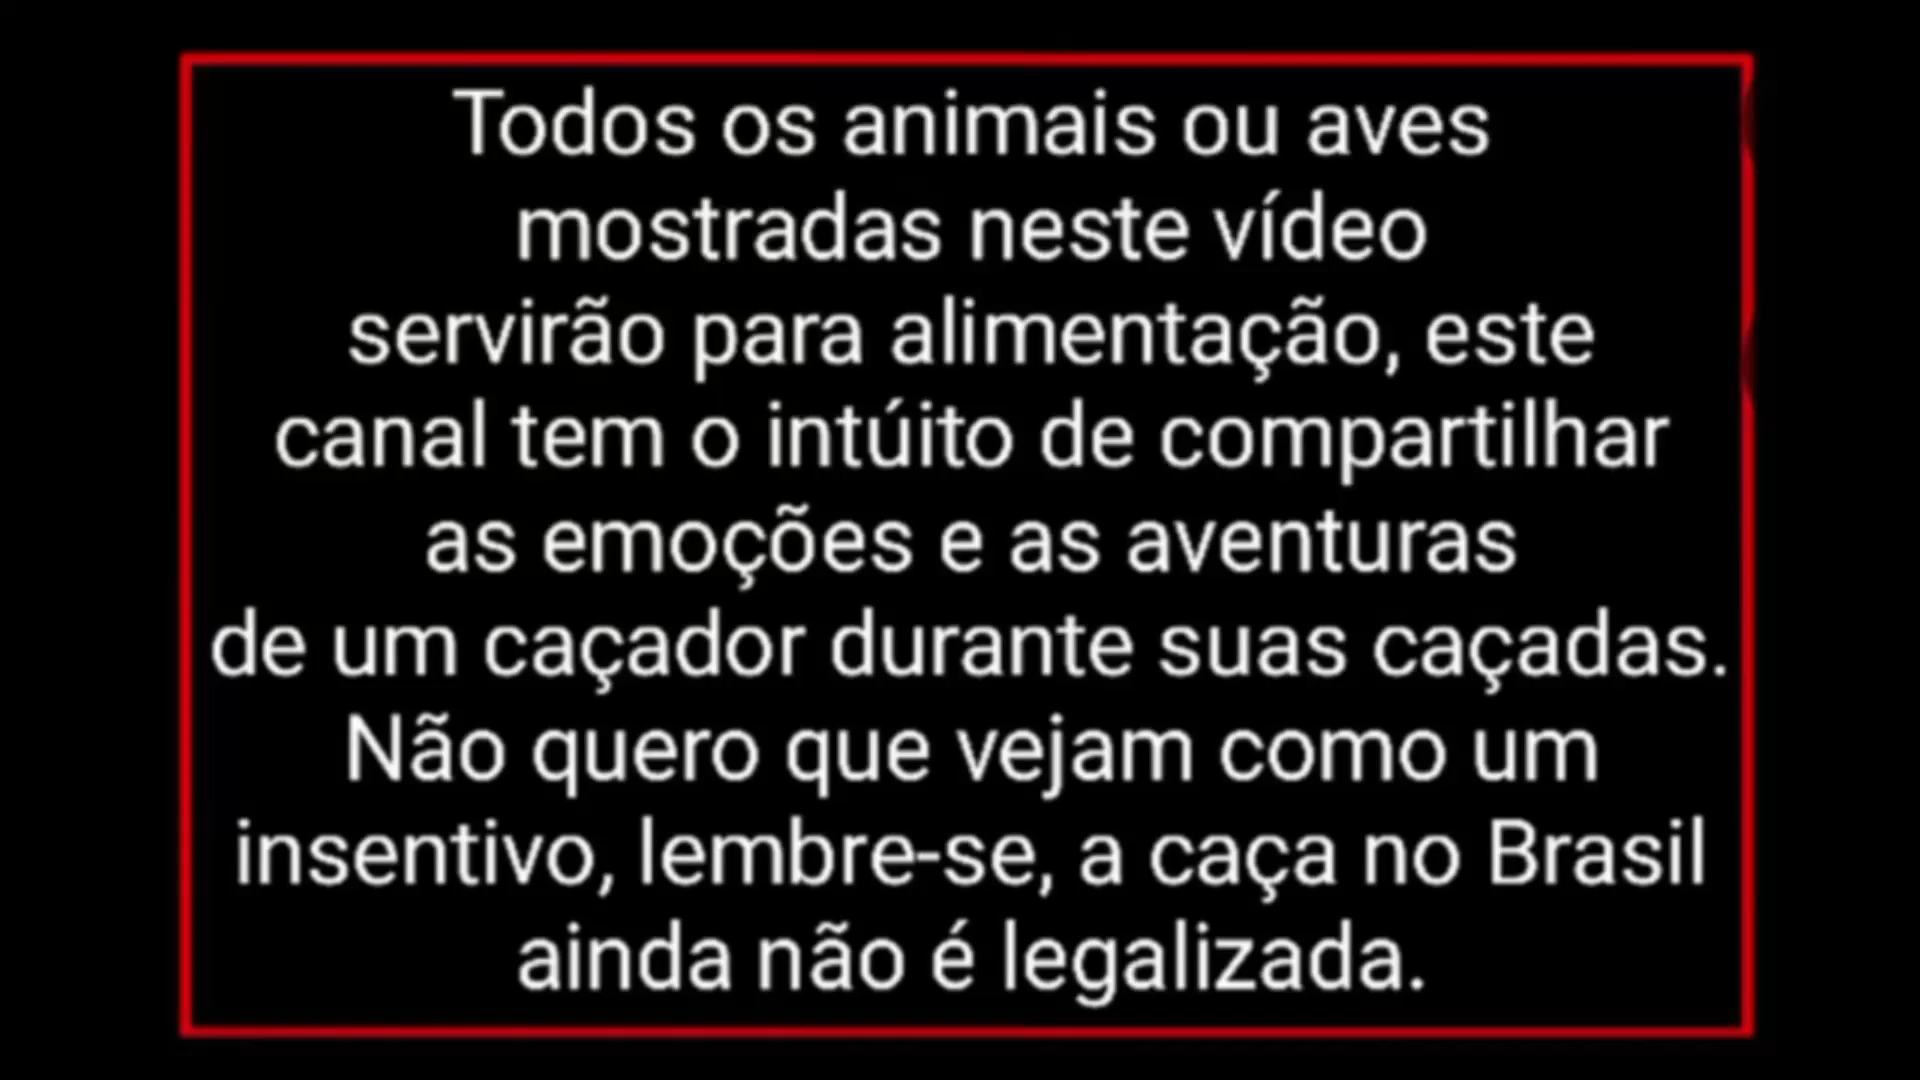 Todos os animais ou aves
mostradas neste vídeo
servirão para alimentação, este
canal tem o intúito de compartilhar
as emoções e as aventuras
de um caçador durante suas caçadas.
Não quero que vejam como um
insentivo, lembre-se, a caça no Brasil
ainda não é legalizada.